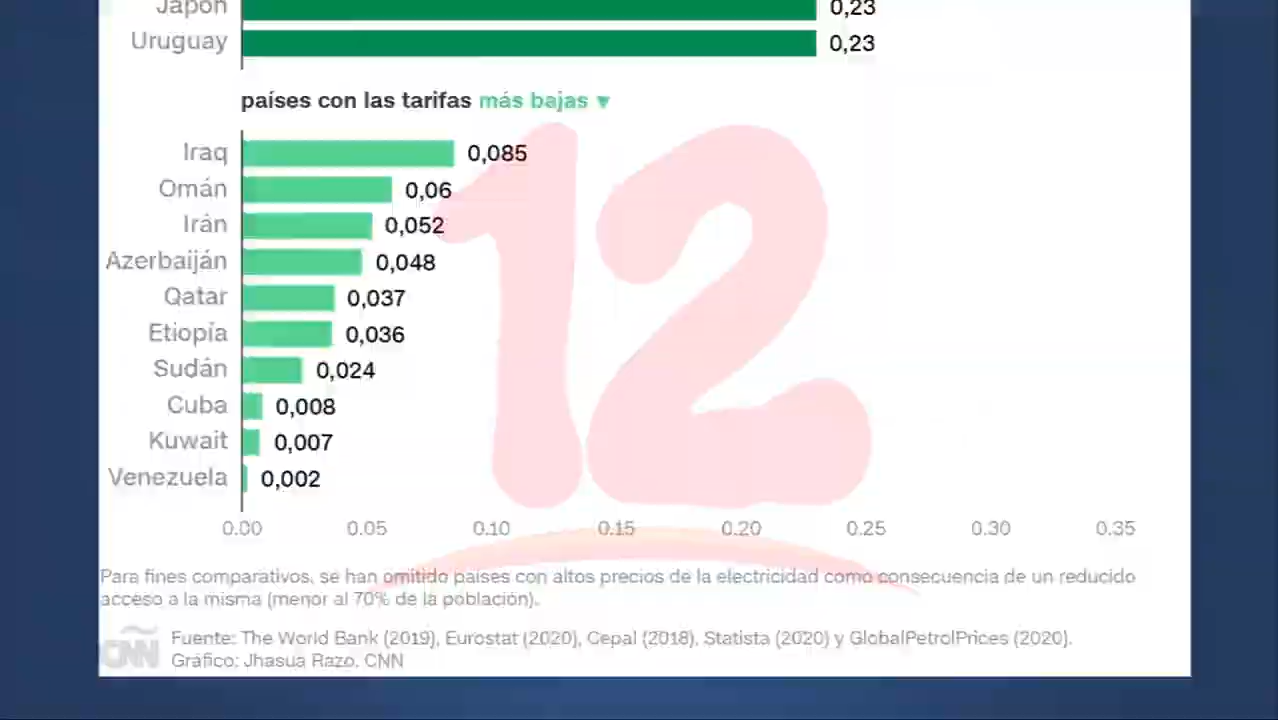 Japón 0,23
Uruguay 0,23
países con las tarifas más bajas ▼
Iraq 0,085
Omán 0,06
Irán 0,052
Azerbaiján 0,048
Qatar 0,037
Etiopía 0,036
Sudán 0,024
Cuba 0,008
Kuwait 0,007
Venezuela 0,002
0.00 0.05 0.10 0.15 0.20 0.25 0.30 0.35
12
Para fines comparativos, se han omitido países con altos precios de la electricidad como consecuencia de un reducido
acceso a la misma (menor al 70% de la población).
Fuente: The World Bank (2019), Eurostat (2020), Cepal (2018), Statista (2020) y GlobalPetrolPrices (2020).
CNN
Gráfico: Jhasua Razo, CNN